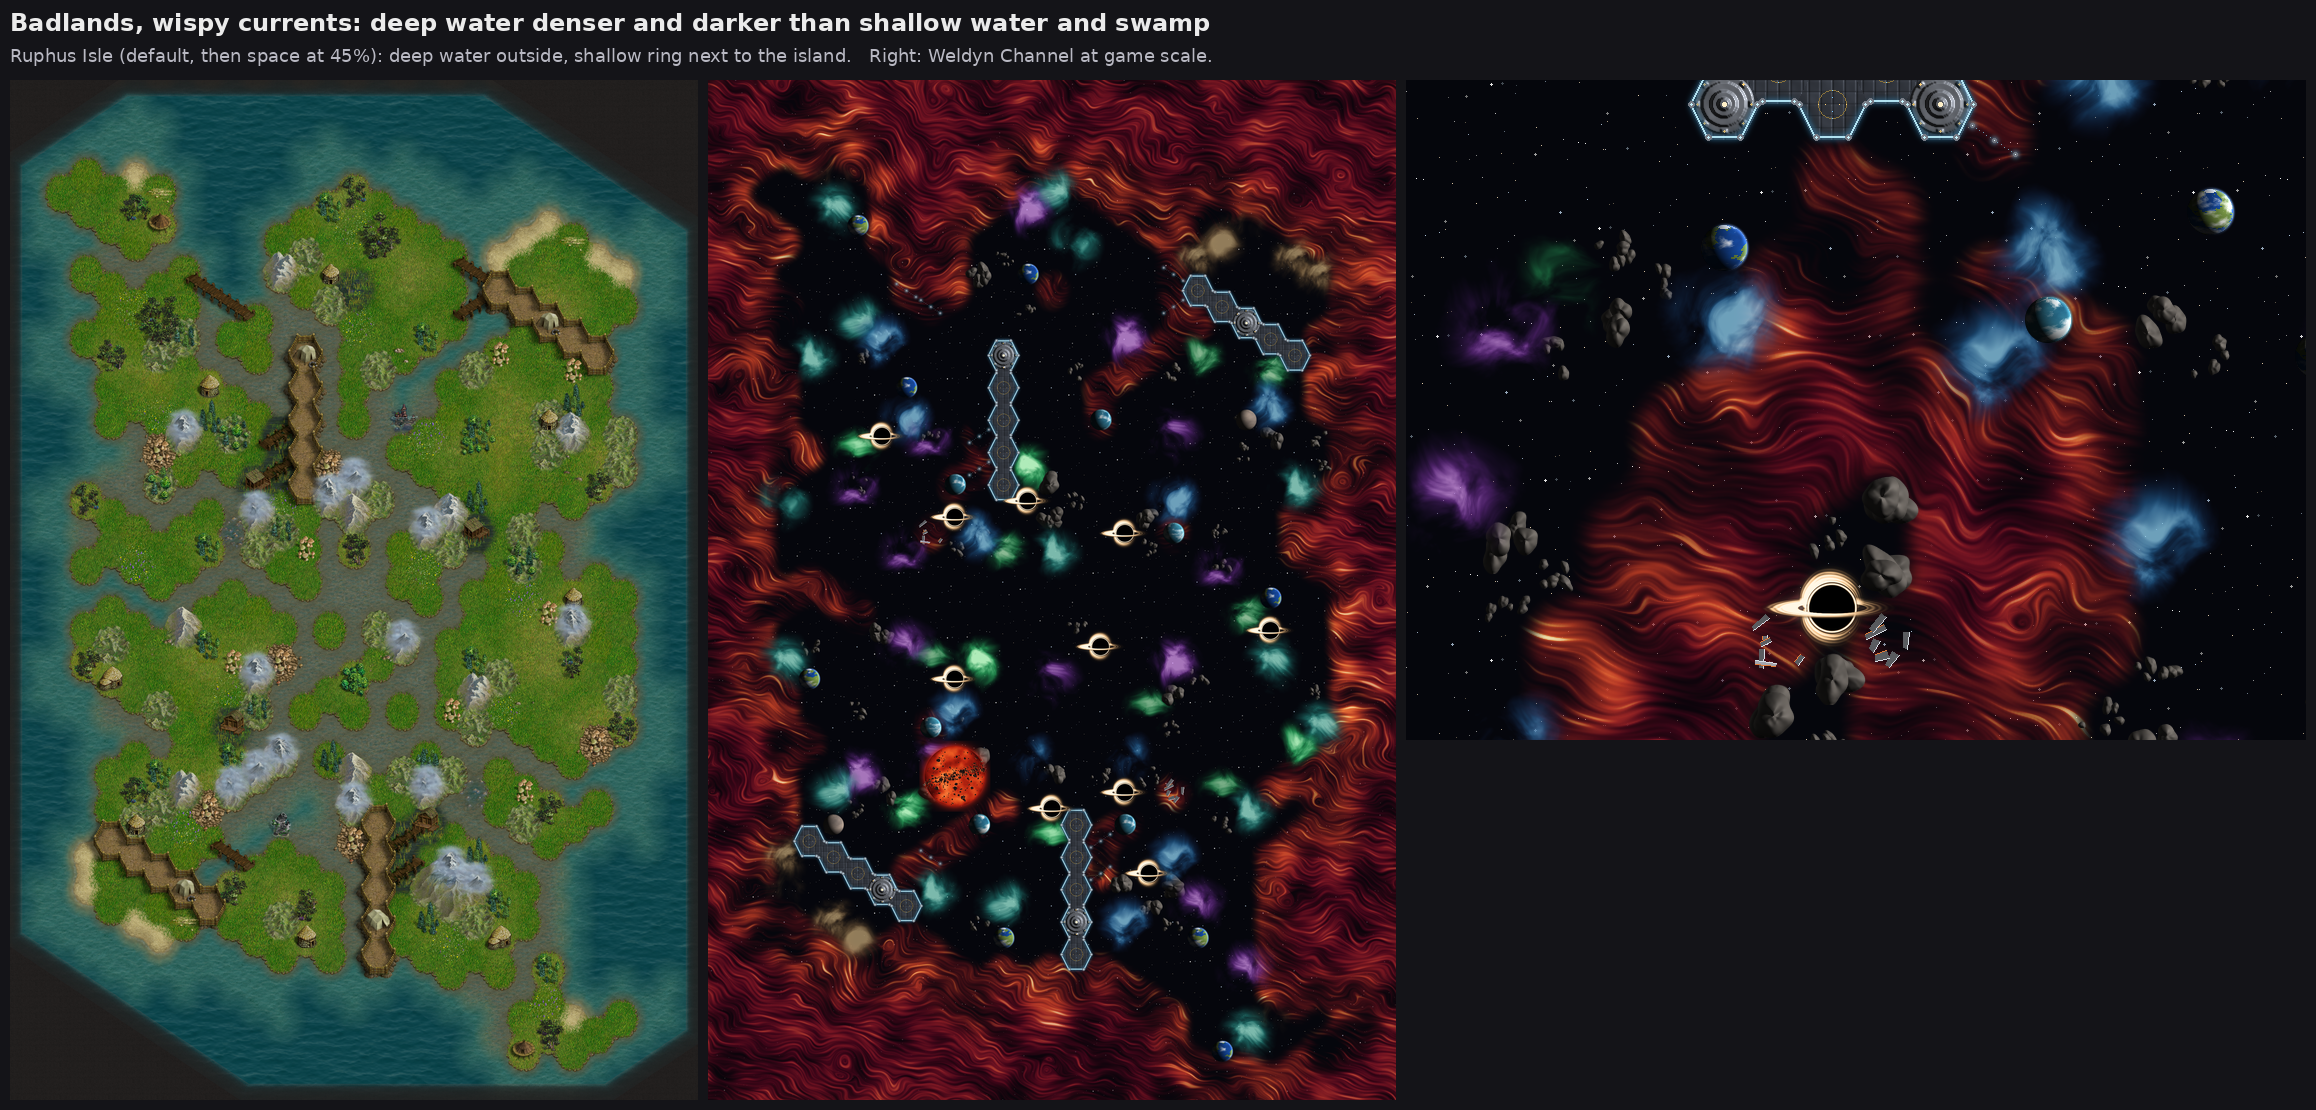 Badlands, wispy currents: deep water denser and darker than shallow water and swamp
Ruphus Isle (default, then space at 45%): deep water outside, shallow ring next to the island.   Right: Weldyn Channel at game scale.